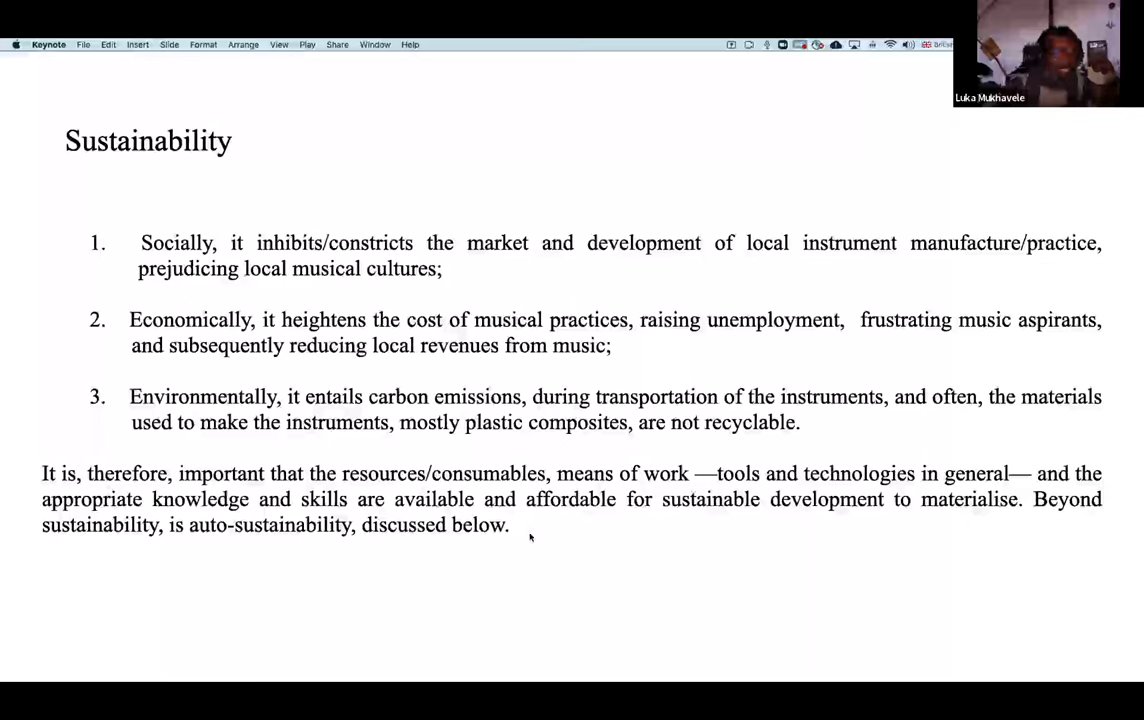 Keynote File Edit Insert Slide Format Arrange View Play Share Window Help
Luka Mukhavele
Sustainability
1. Socially, it inhibits/constricts the market and development of local instrument manufacture/practice,
prejudicing local musical cultures;
2. Economically, it heightens the cost of musical practices, raising unemployment, frustrating music aspirants,
and subsequently reducing local revenues from music;
3. Environmentally, it entails carbon emissions, during transportation of the instruments, and often, the materials
used to make the instruments, mostly plastic composites, are not recyclable.
It is, therefore, important that the resources/consumables, means of work —tools and technologies in general— and the
appropriate knowledge and skills are available and affordable for sustainable development to materialise. Beyond
sustainability, is auto-sustainability, discussed below.